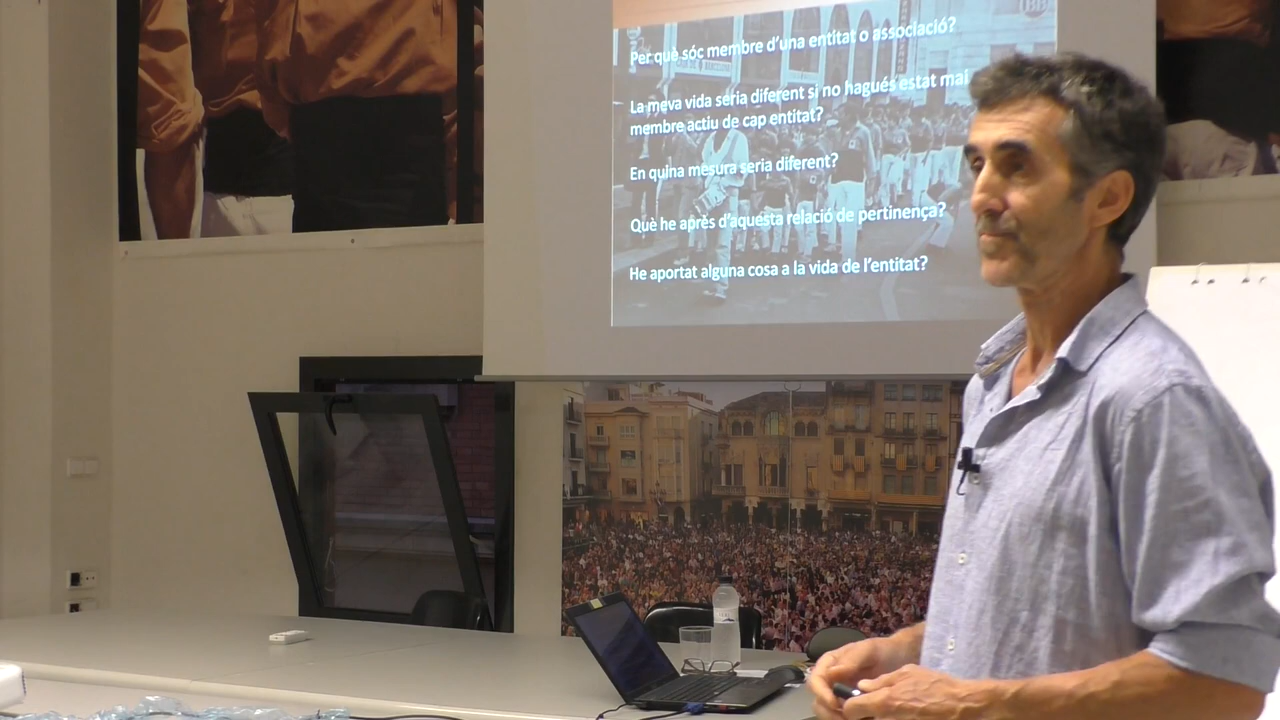 Per què sóc membre d'una entitat o associació?
La meva vida seria diferent si no hagués estat mai
membre actiu de cap entitat?
En quina mesura seria diferent?
Què he après d'aquesta relació de pertinença?
He aportat alguna cosa a la vida de l'entitat?